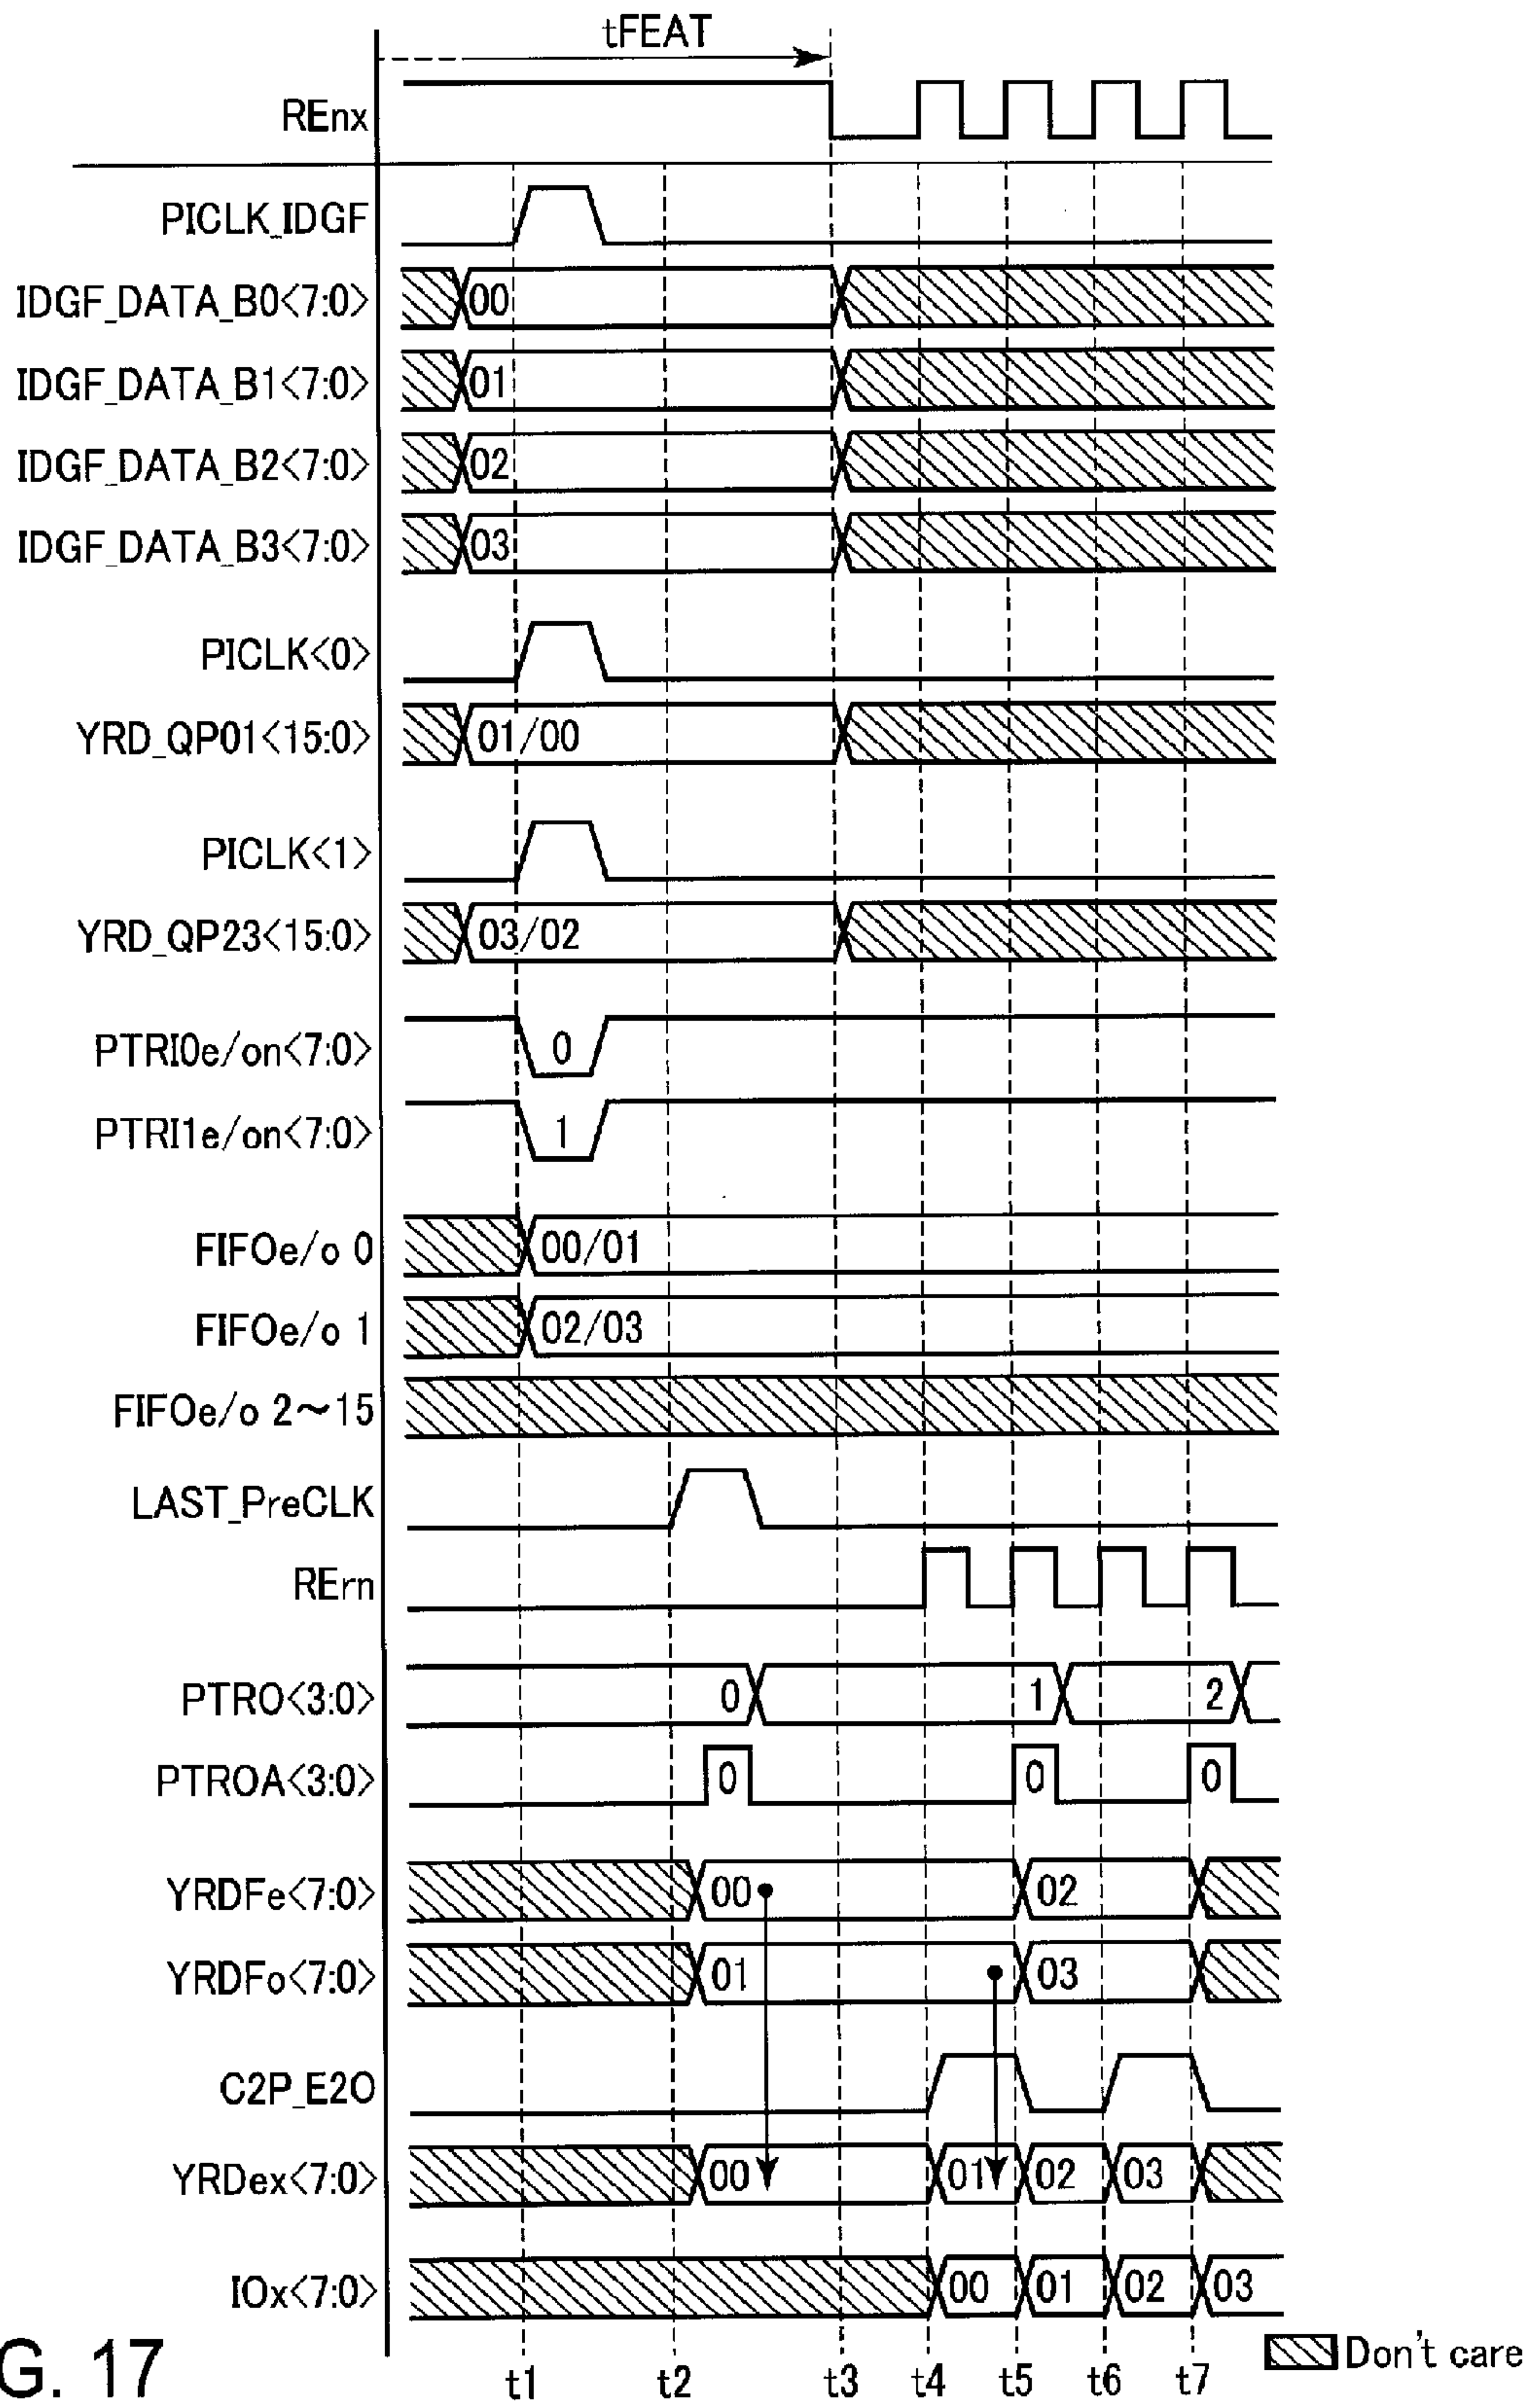 tFEAT
REnx
PICLK_IDGF
IDGF_DATA_B0<7:0> 00
IDGF_DATA_B1<7:0> 01
IDGF_DATA_B2<7:0> 02
IDGF_DATA_B3<7:0> 03
PICLK<0>
YRD_QP01<15:0> 01/00
PICLK<1>
YRD_QP23<15:0> 03/02
PTRI0e/on<7:0> 0
PTRI1e/on<7:0> 1
FIFOe/o 0 00/01
FIFOe/o 1 02/03
FIFOe/o 2~15
LAST_PreCLK
RErn
PTRO<3:0> 0 1 2
PTROA<3:0> 0 0 0
YRDFe<7:0> 00 02
YRDFo<7:0> 01 03
C2P_E2O
YRDex<7:0> 00 01 02 03
IOx<7:0> 00 01 02 03
t1 t2 t3 t4 t5 t6 t7
Don't care
G. 17